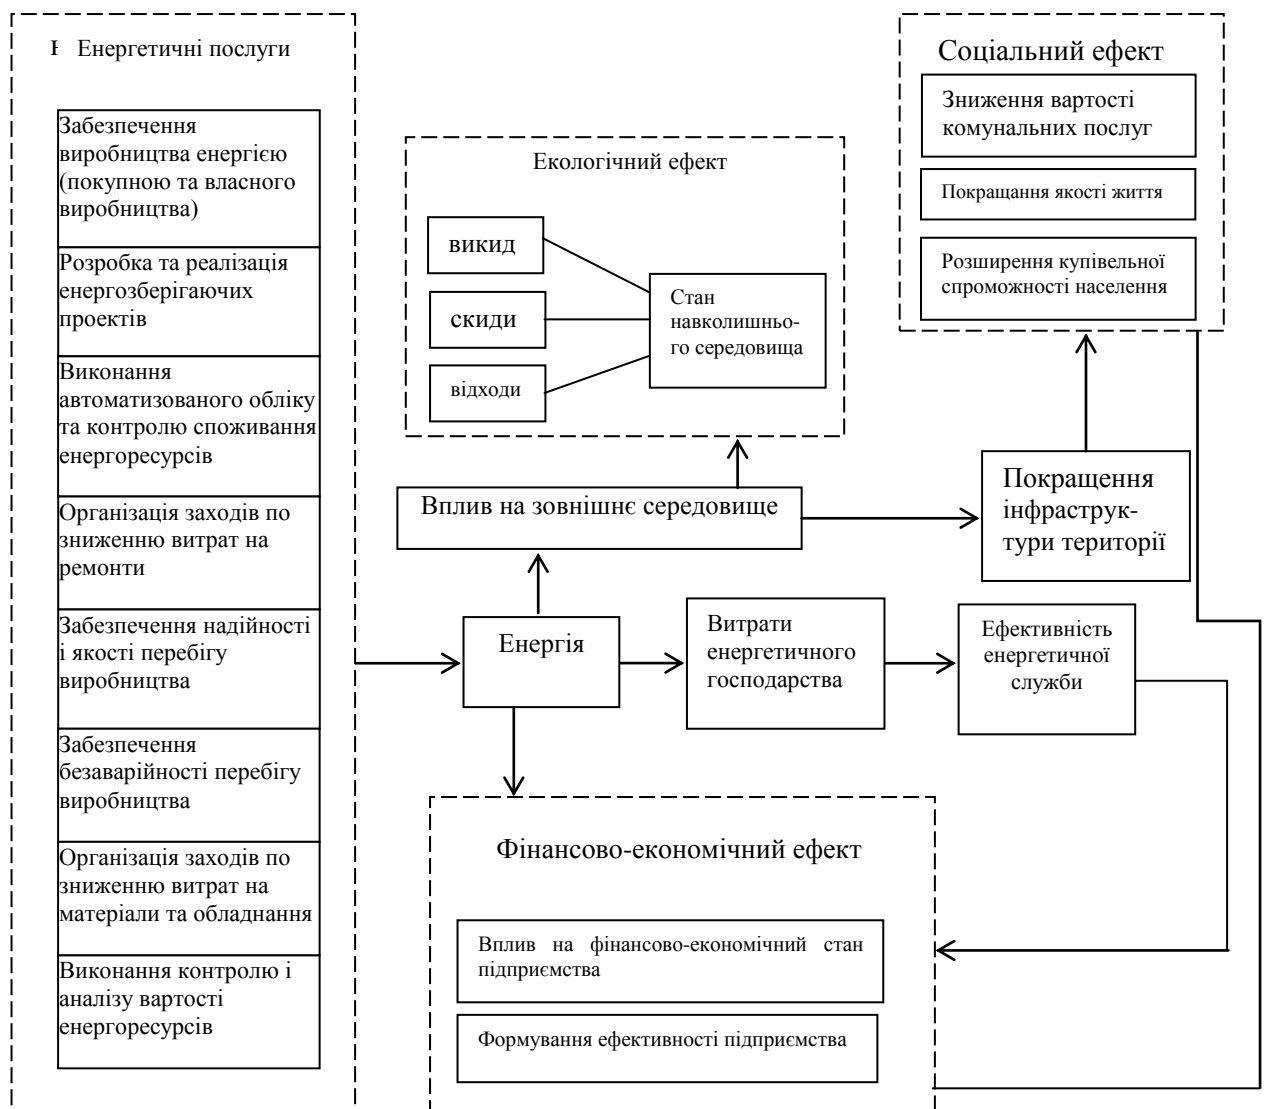 Енергетичні послуги
Забезпечення
виробництва енергією
(покупною та власного
виробництва)
Розробка та реалізація
енергозберігаючих
проектів
Виконання
автоматизованого обліку
та контролю споживання
енергоресурсів
Організація заходів по
зниженню витрат на
ремонти
Забезпечення надійності
і якості перебігу
виробництва
Забезпечення
безаварійності перебігу
виробництва
Організація заходів по
зниженню витрат на
матеріали та обладнання
Виконання контролю і
аналізу вартості
енергоресурсів
Екологічний ефект
викид
скиди
відходи
Стан
навколишньо-
го середовища
Соціальний ефект
Зниження вартості
комунальних послуг
Покращання якості життя
Розширення купівельної
спроможності населення
Вплив на зовнішнє середовище
Покращення
інфраструк-
тури території
Енергія
Витрати
енергетичного
господарства
Ефективність
енергетичної
служби
Фінансово-економічний ефект
Вплив на фінансово-економічний стан
підприємства
Формування ефективності підприємства